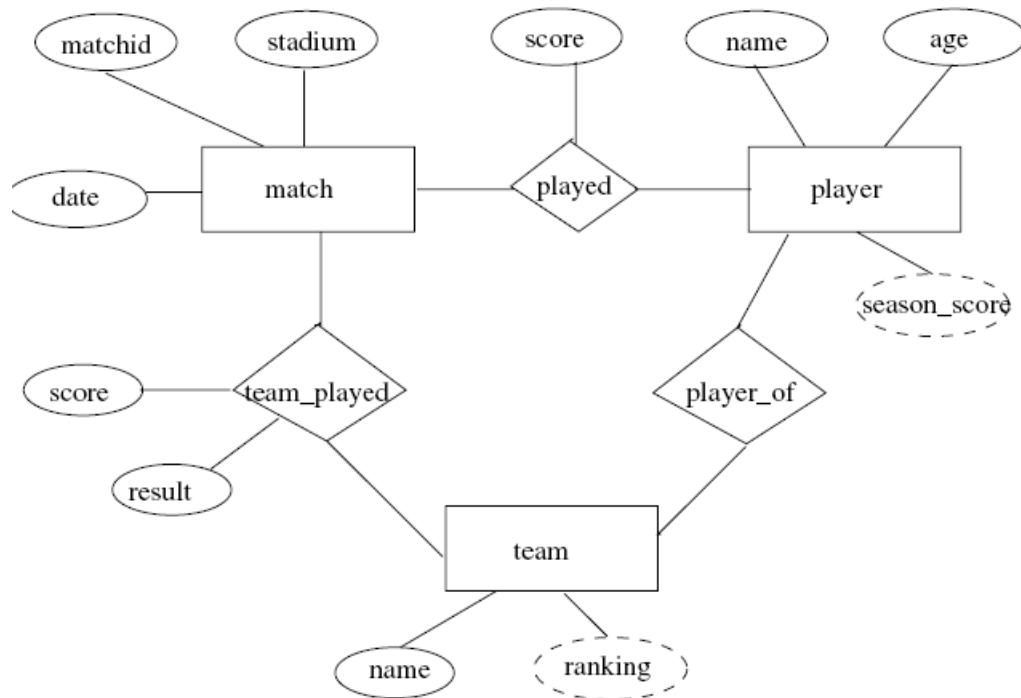 matchid
stadium
score
name
age
date
match
played
player
season_score
score
team_played
player_of
result
team
name
ranking